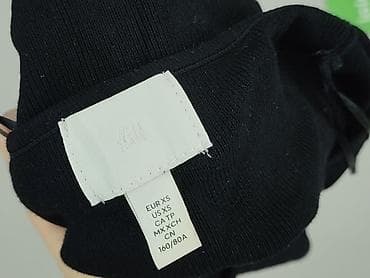 H&M
EUR XS
US XS
CA TP
MX XCH
CN
160/80A